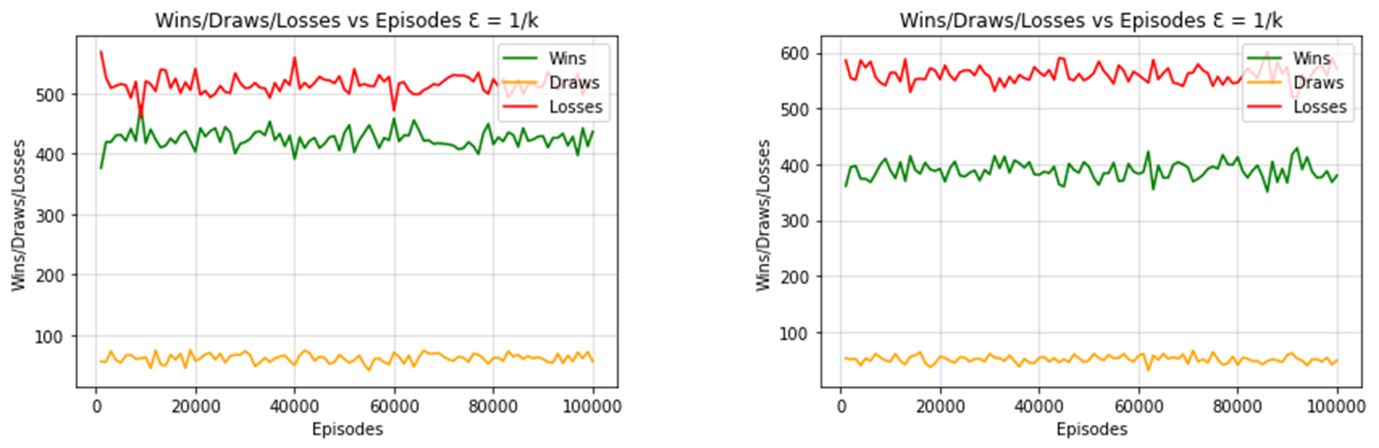 Wins/Draws/Losses vs Episodes Ɛ = 1/k
Wins/Draws/Losses
500
400
300
200
100
Wins
Draws
Losses
0 20000 40000 60000 80000 100000
Episodes
Wins/Draws/Losses vs Episodes Ɛ = 1/k
Wins/Draws/Losses
600
500
400
300
200
100
Wins
Draws
Losses
0 20000 40000 60000 80000 100000
Episodes